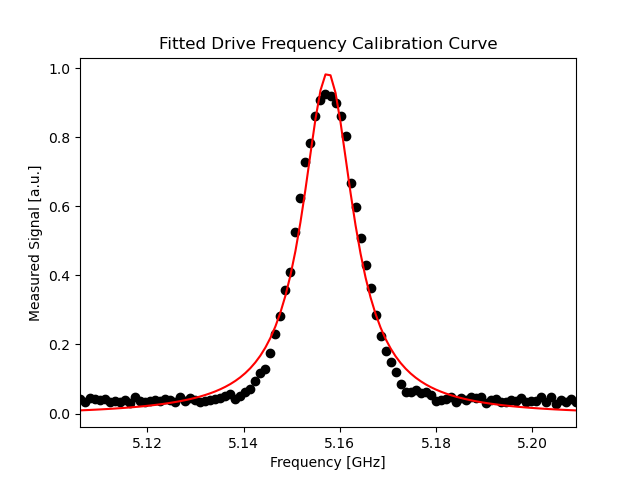 Fitted Drive Frequency Calibration Curve
Measured Signal [a.u.]
1.0
0.8
0.6
0.4
0.2
0.0
5.12 5.14 5.16 5.18 5.20
Frequency [GHz]